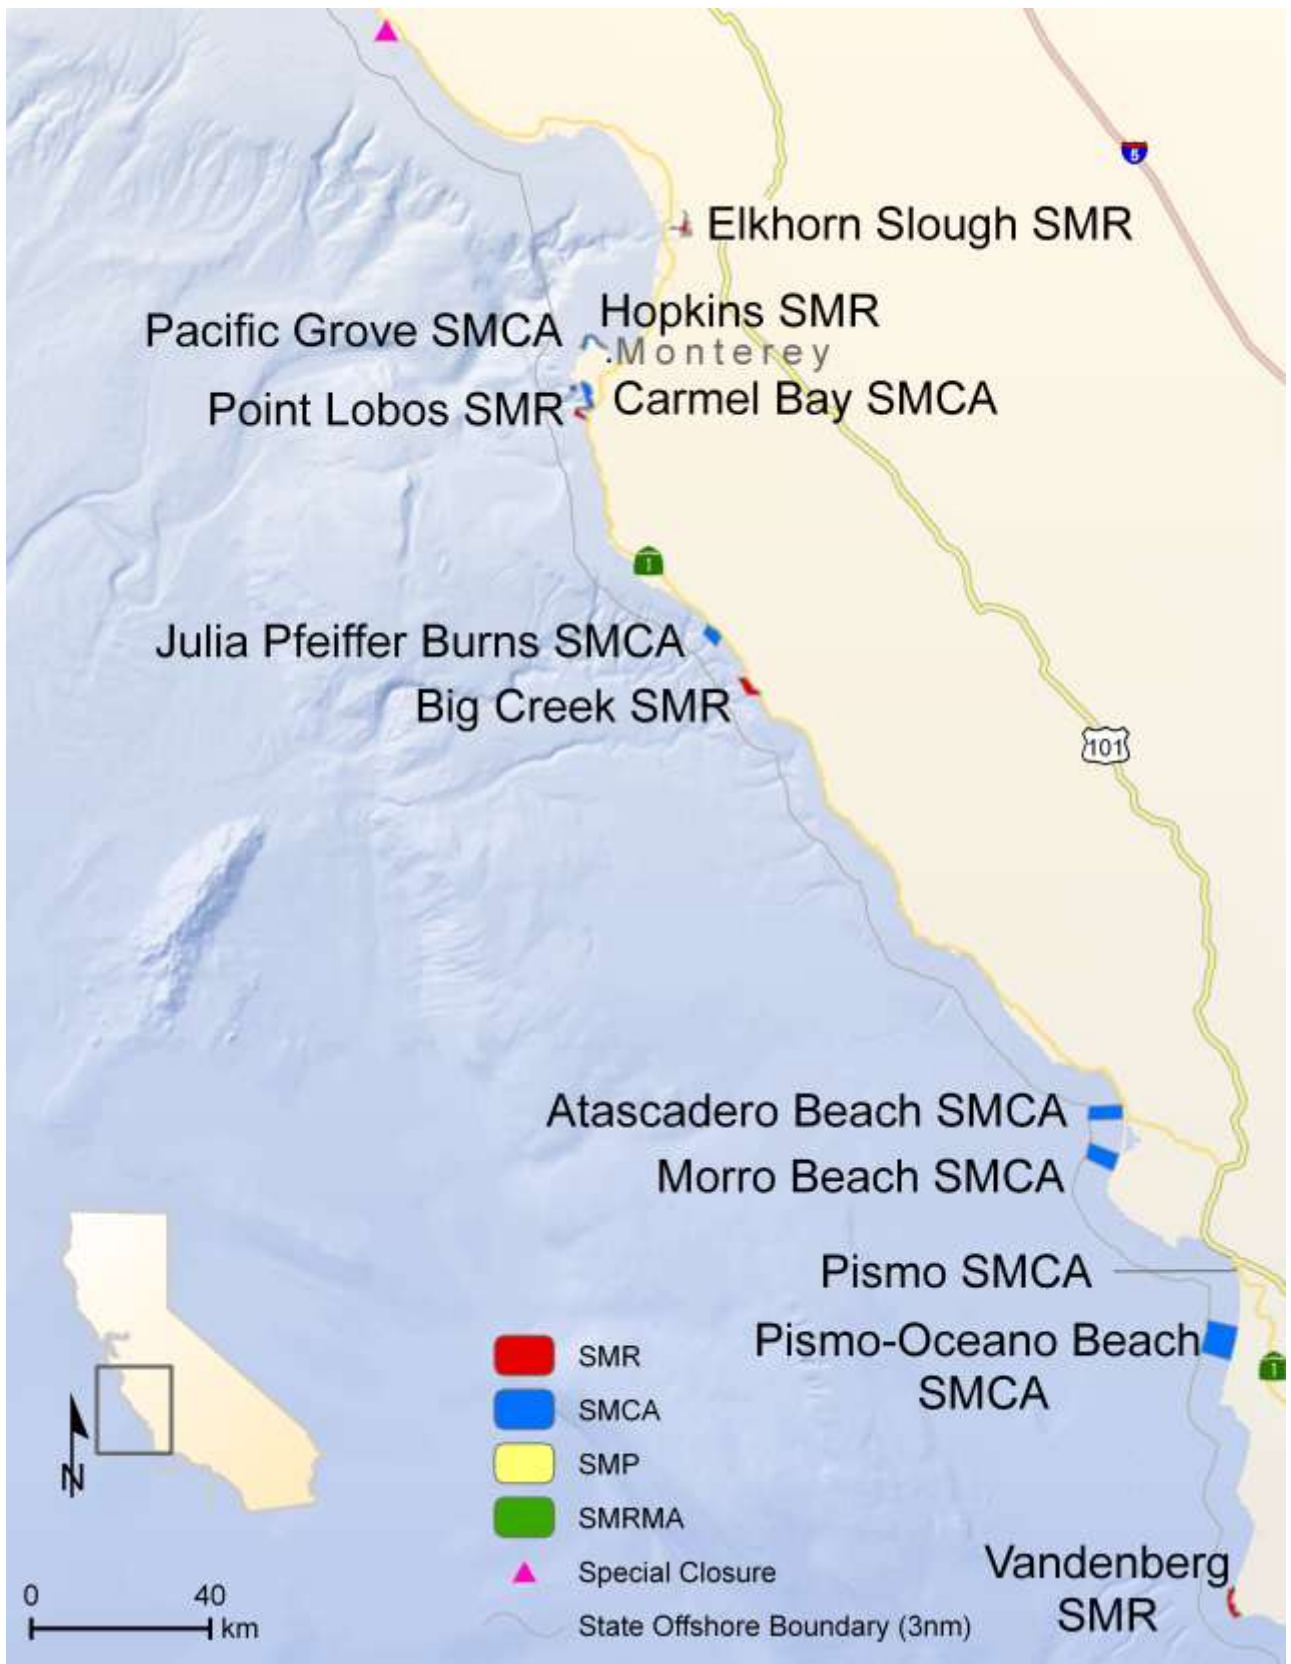 5
Elkhorn Slough SMR
Hopkins SMR
Pacific Grove SMCA
Monterey
Carmel Bay SMCA
Point Lobos SMR
1
Julia Pfeiffer Burns SMCA
Big Creek SMR
101
Atascadero Beach SMCA
Morro Beach SMCA
Pismo SMCA
Pismo-Oceano Beach
SMCA
1
SMR
SMCA
SMP
SMRMA
Special Closure
State Offshore Boundary (3nm)
N
0 40
km
Vandenberg
SMR